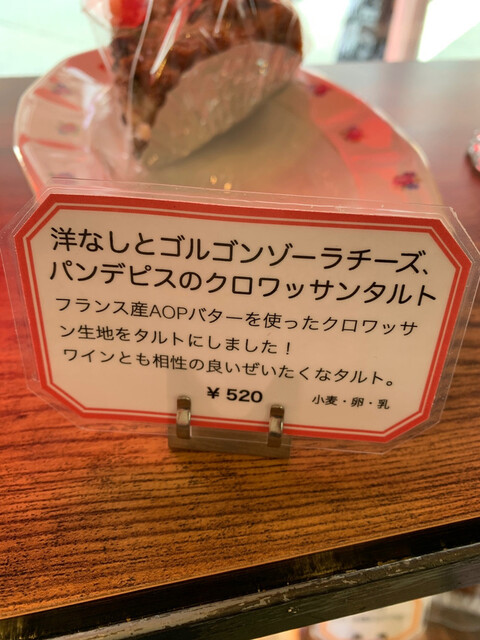 洋なしとゴルゴンゾーラチーズ、
パンデピスのクロワッサンタルト
フランス産AOPバターを使ったクロワッサ
ン生地をタルトにしました！
ワインとも相性の良いぜいたくなタルト。
￥520
小麦・卵・乳